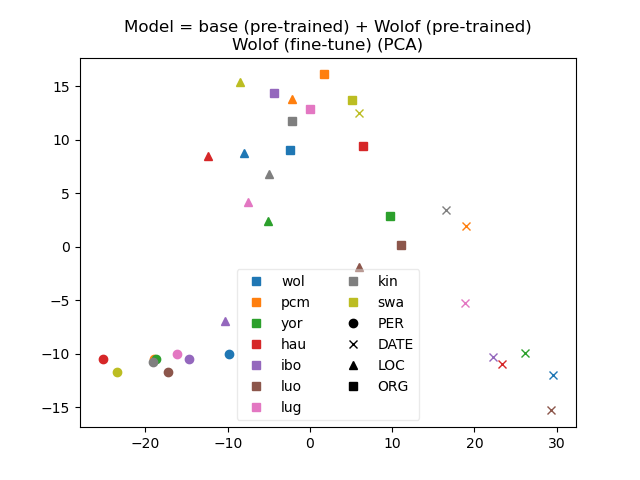 Model = base (pre-trained) + Wolof (pre-trained)
Wolof (fine-tune) (PCA)
15
10
5
0
−5
−10
−15
−20
−10
0
10
20
30
wol
pcm
yor
hau
ibo
luo
lug
kin
swa
PER
DATE
LOC
ORG